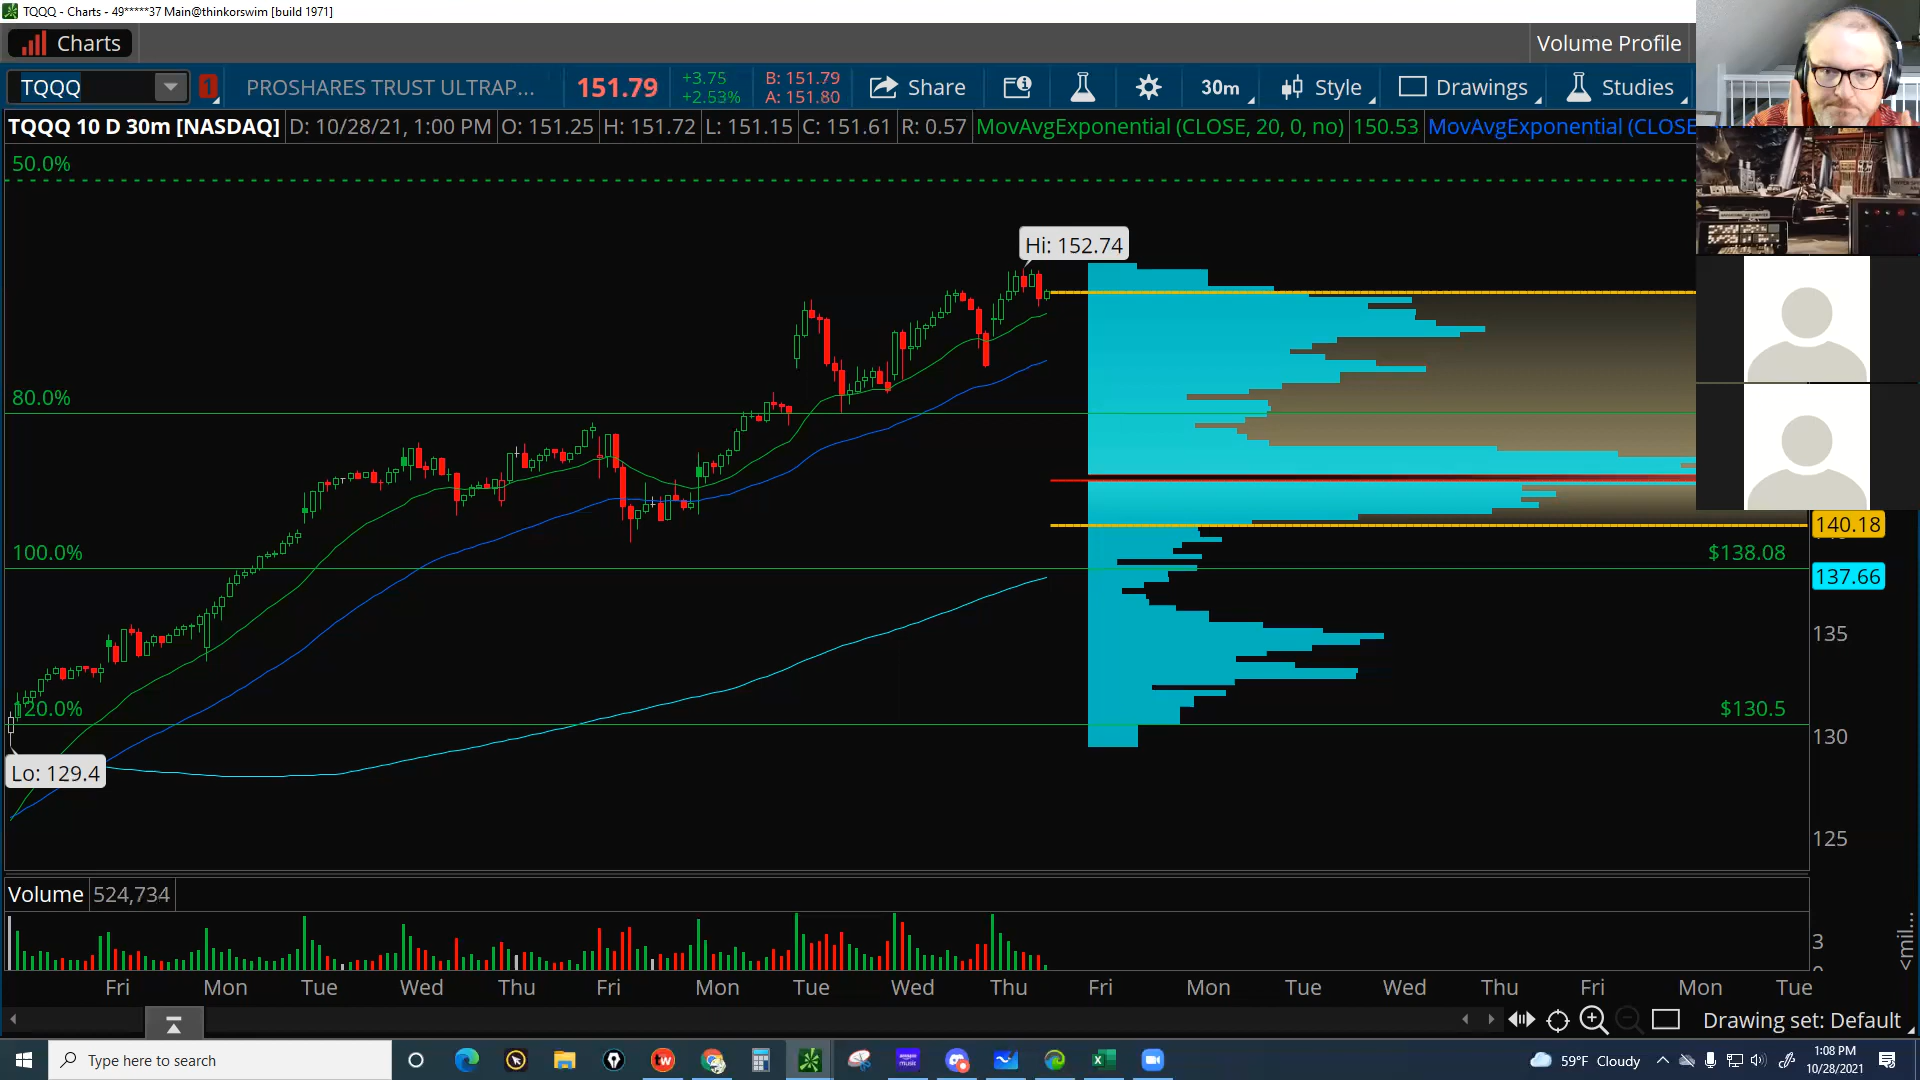 TQQQ - Charts - 49*****37 Main@thinkorswim [build 1971]
Charts
Volume Profile
TQQQ
1
PROSHARES TRUST ULTRAP...
151.79
+3.75
+2.53%
B: 151.79
A: 151.80
Share
30m
Style
Drawings
Studies
TQQQ 10 D 30m [NASDAQ]
D: 10/28/21, 1:00 PM
O: 151.25
H: 151.72
L: 151.15
C: 151.61
R: 0.57
MovAvgExponential (CLOSE, 20, 0, no)
150.53
MovAvgExponential (CLOSE
50.0%
Hi: 152.74
80.0%
140.18
100.0%
$138.08
137.66
135
20.0%
$130.5
130
Lo: 129.4
125
Volume
524,734
3
<mil...
Fri Mon Tue Wed Thu Fri Mon Tue Wed Thu Fri Mon Tue Wed Thu Fri Mon Tue
Drawing set: Default
Type here to search
59°F Cloudy
1:08 PM
10/28/2021